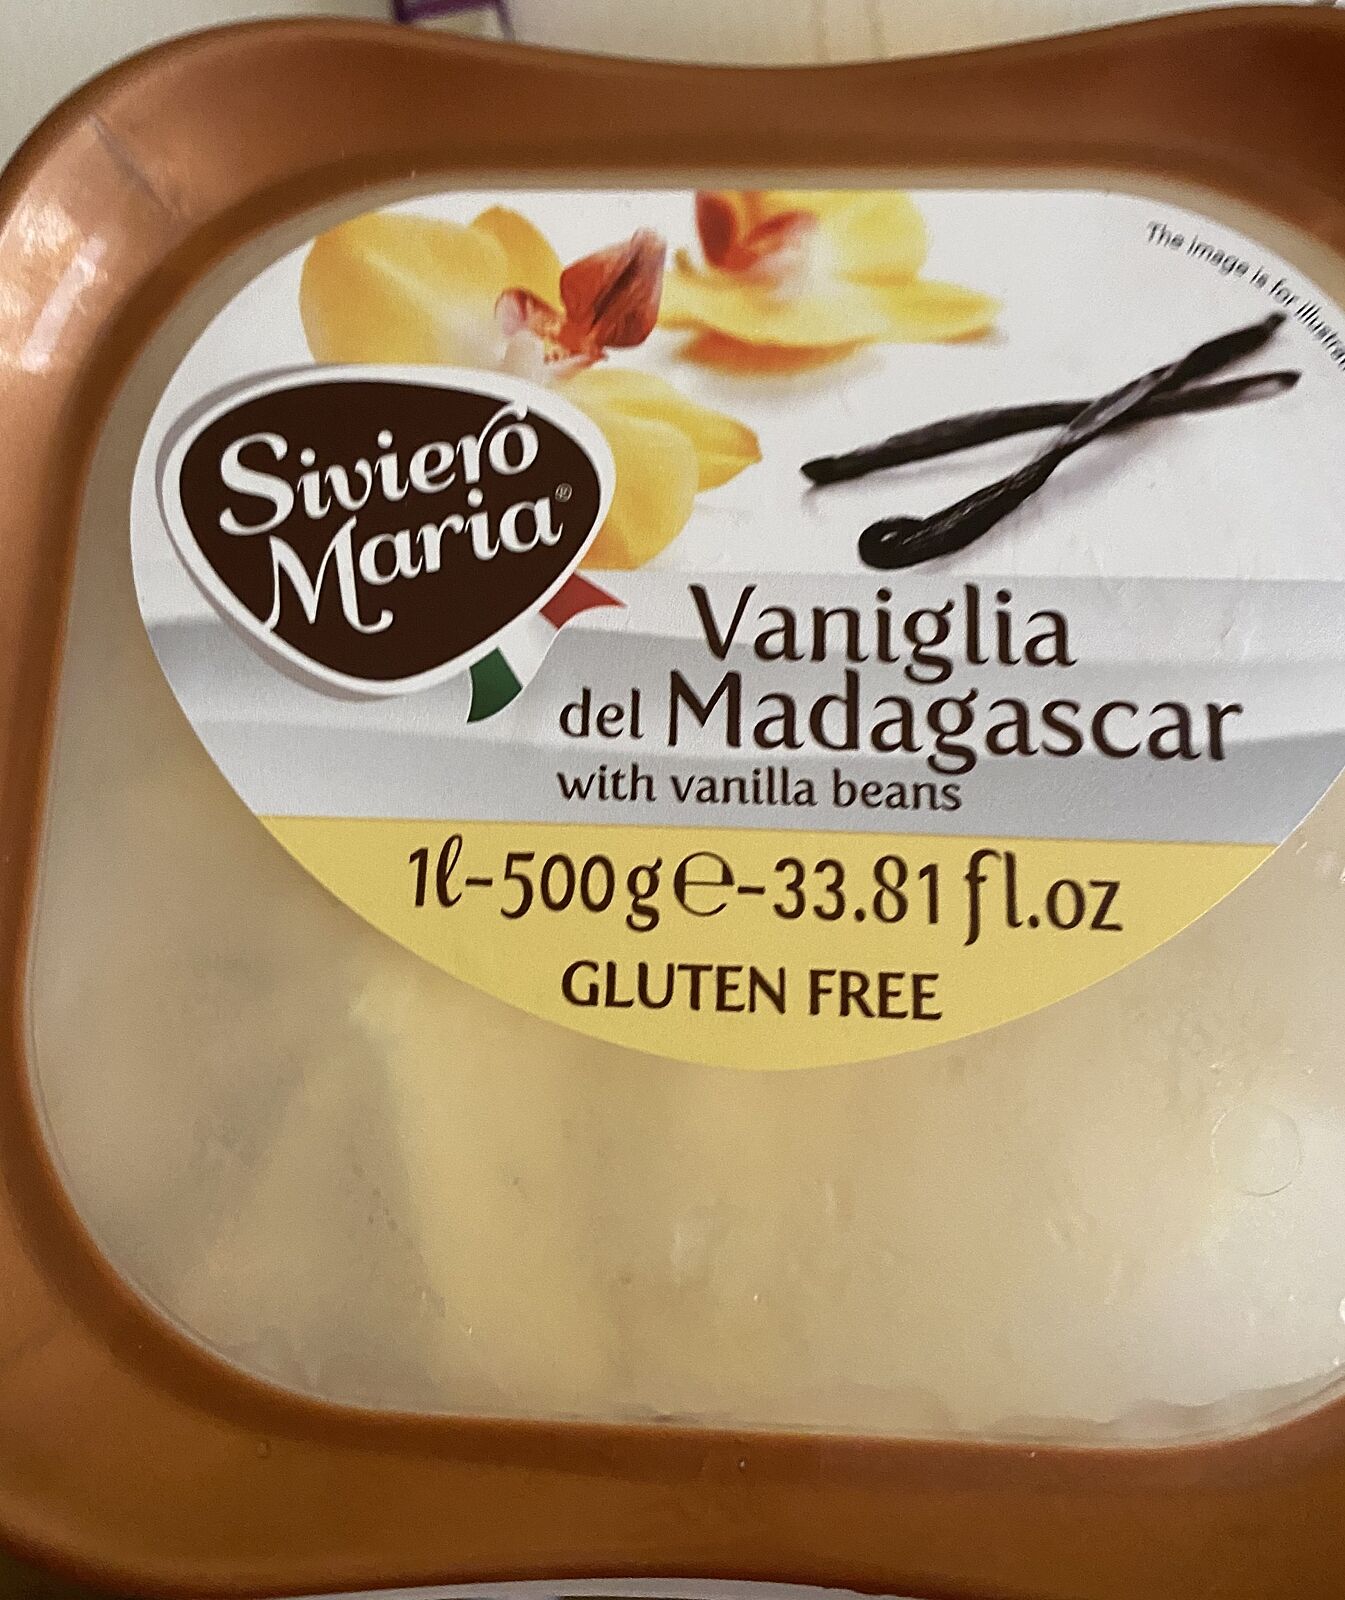 The image is for
Sivierо
Maria®
Vaniglia
del Madagascar
with vanilla beans
1ℓ-500g℮-33.81 fl.oz
GLUTEN FREE